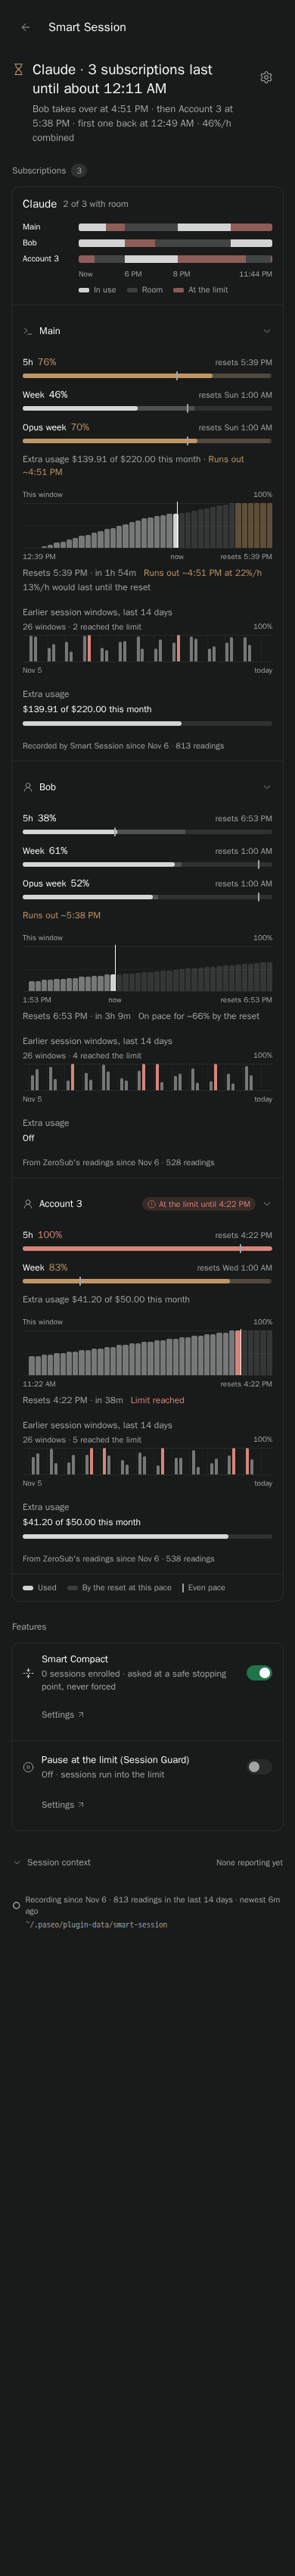 Smart Session
Claude · 3 subscriptions last
until about 12:11 AM
Bob takes over at 4:51 PM · then Account 3 at
5:38 PM · first one back at 12:49 AM · 46%/h
combined
Subscriptions 3
Claude 2 of 3 with room
Main
Bob
Account 3
Now 6 PM 8 PM 11:44 PM
In use Room At the limit
Main
5h 76% resets 5:39 PM
Week 46% resets Sun 1:00 AM
Opus week 70% resets Sun 1:00 AM
Extra usage $139.91 of $220.00 this month · Runs out
~4:51 PM
This window 100%
12:39 PM now resets 5:39 PM
Resets 5:39 PM · in 1h 54m Runs out ~4:51 PM at 22%/h
13%/h would last until the reset
Earlier session windows, last 14 days
26 windows · 2 reached the limit 100%
Nov 5 today
Extra usage
$139.91 of $220.00 this month
Recorded by Smart Session since Nov 6 · 813 readings
Bob
5h 38% resets 6:53 PM
Week 61% resets 1:00 AM
Opus week 52% resets 1:00 AM
Runs out ~5:38 PM
This window 100%
1:53 PM now resets 6:53 PM
Resets 6:53 PM · in 3h 9m On pace for ~66% by the reset
Earlier session windows, last 14 days
26 windows · 4 reached the limit 100%
Nov 5 today
Extra usage
Off
From ZeroSub's readings since Nov 6 · 528 readings
Account 3 At the limit until 4:22 PM
5h 100% resets 4:22 PM
Week 83% resets Wed 1:00 AM
Extra usage $41.20 of $50.00 this month
This window 100%
11:22 AM resets 4:22 PM
Resets 4:22 PM · in 38m Limit reached
Earlier session windows, last 14 days
26 windows · 5 reached the limit 100%
Nov 5 today
Extra usage
$41.20 of $50.00 this month
From ZeroSub's readings since Nov 6 · 538 readings
Used By the reset at this pace Even pace
Features
Smart Compact
0 sessions enrolled · asked at a safe stopping
point, never forced
Settings ↗
Pause at the limit (Session Guard)
Off · sessions run into the limit
Settings ↗
Session context None reporting yet
Recording since Nov 6 · 813 readings in the last 14 days · newest 6m
ago
~/.paseo/plugin-data/smart-session